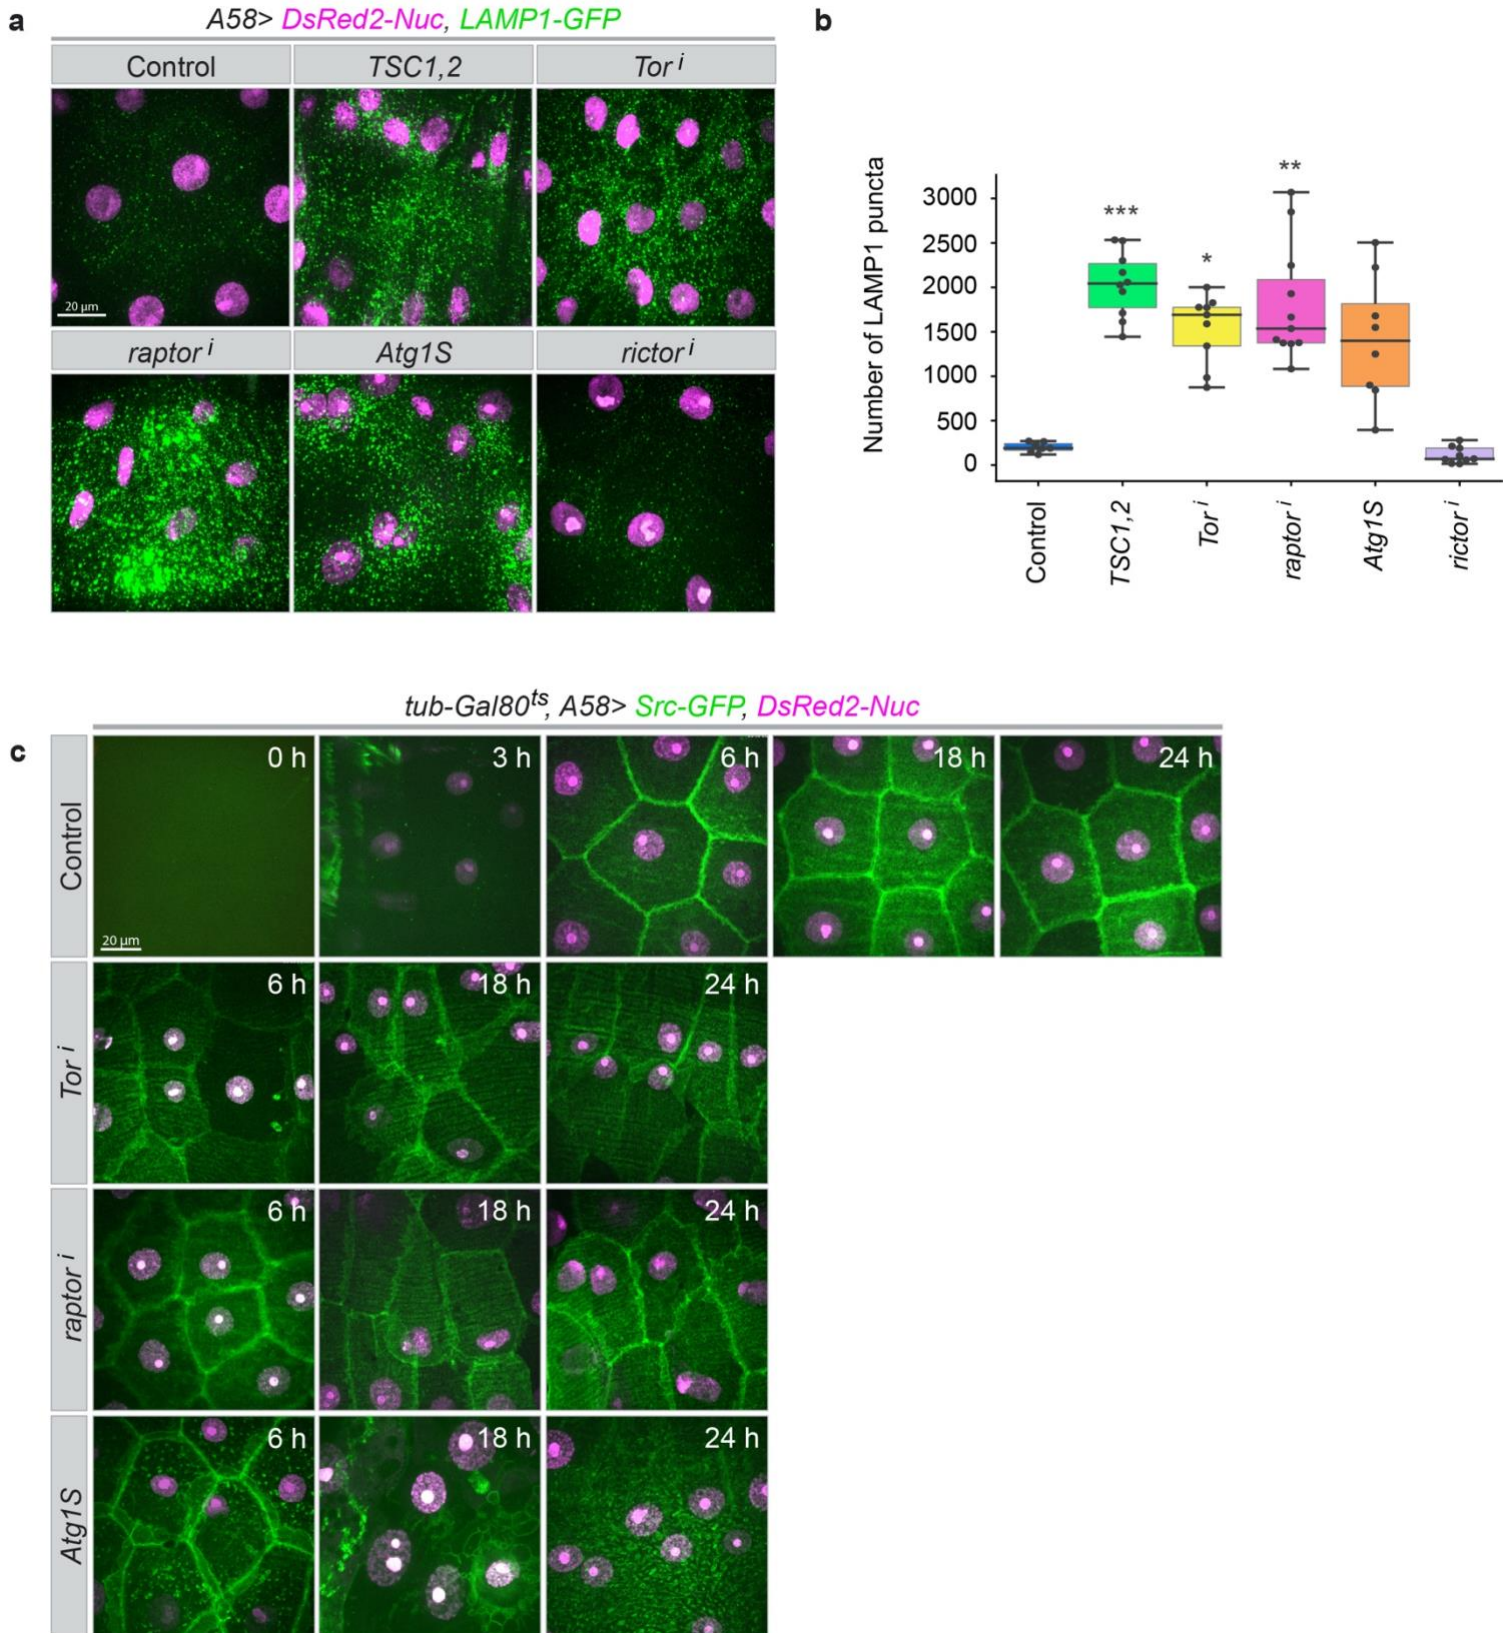 a
A58> DsRed2-Nuc, LAMP1-GFP
Control TSC1,2 Tor i
20 µm
raptor i Atg1S rictor i
b
Number of LAMP1 puncta
3000
2500
2000
1500
1000
500
0
***
*
**
Control TSC1,2 Tor i raptor i Atg1S rictor i
c
tub-Gal80ts, A58> Src-GFP, DsRed2-Nuc
Control
0 h 3 h 6 h 18 h 24 h
20 µm
Tor i
6 h 18 h 24 h
raptor i
6 h 18 h 24 h
Atg1S
6 h 18 h 24 h